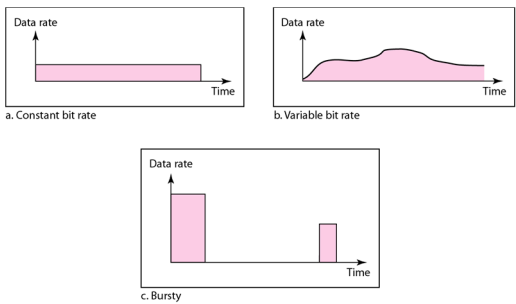 Data rate
Time
a. Constant bit rate
Data rate
Time
b. Variable bit rate
Data rate
Time
c. Bursty